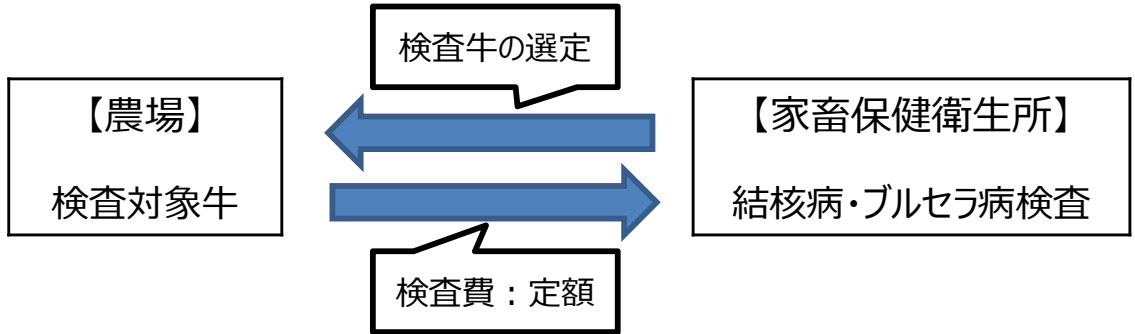 検査牛の選定
【農場】
検査対象牛
【家畜保健衛生所】
結核病・ブルセラ病検査
検査費：定額